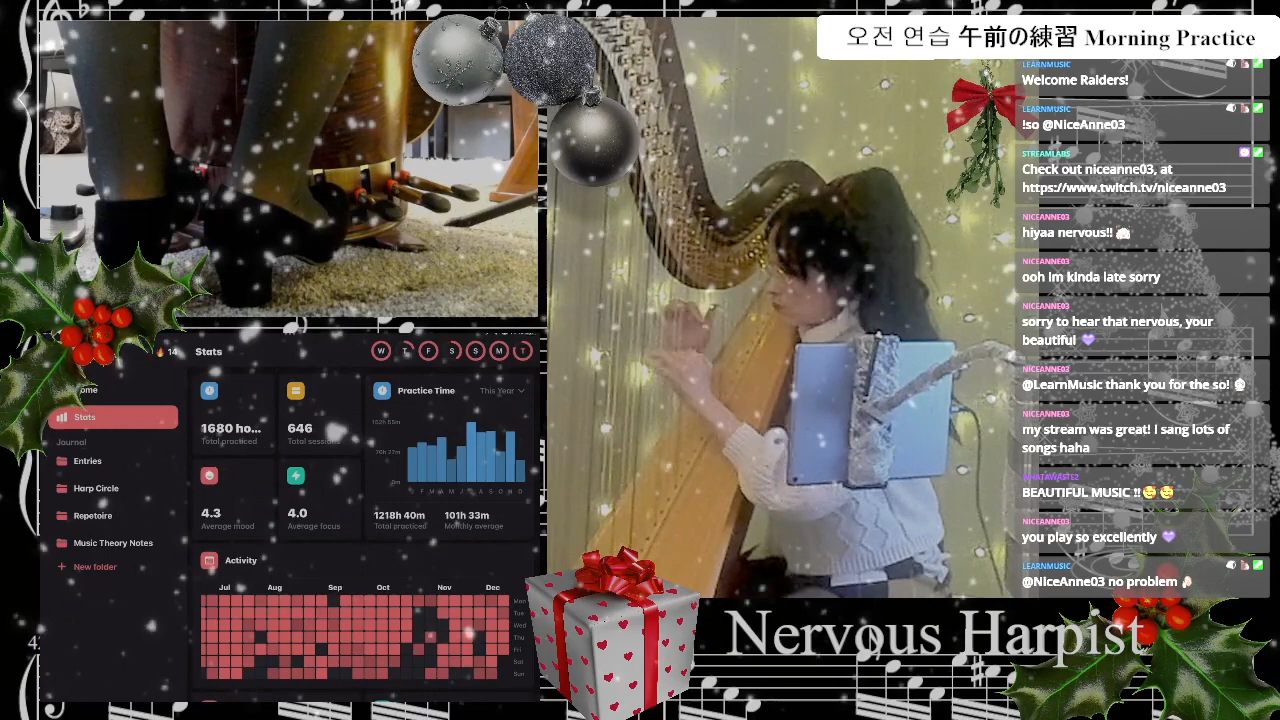 오전 연습 午前の練習 Morning Practice
LEARNMUSIC
Welcome Raiders!
LEARNMUSIC
!so @NiceAnne03
STREAMLABS
Check out niceanne03, at
https://www.twitch.tv/niceanne03
NICEANNE03
hiyaa nervous!!
NICEANNE03
ooh im kinda late sorry
NICEANNE03
sorry to hear that nervous, your
beautiful
NICEANNE03
@LearnMusic thank you for the so!
NICEANNE03
my stream was great! I sang lots of
songs haha
BEAUTIFUL MUSIC !!
NICEANNE03
you play so excellently
LEARNMUSIC
@NiceAnne03 no problem
14
Stats
W T F S S M T
Stats
Journal
Entries
Harp Circle
Repetoire
Music Theory Notes
+ New folder
1680 ho...
Total practiced
646
Total sessions
4.3
Average mood
4.0
Average focus
Practice Time
This Year
152h 55m
76h 27m
0m
J F M A M J J A S O N D
1218h 40m
Total practiced
101h 33m
Monthly average
Activity
Jul Aug Sep Oct Nov Dec
Mon
Tue
Wed
Thu
Fri
Sat
Sun
Nervous Harpist